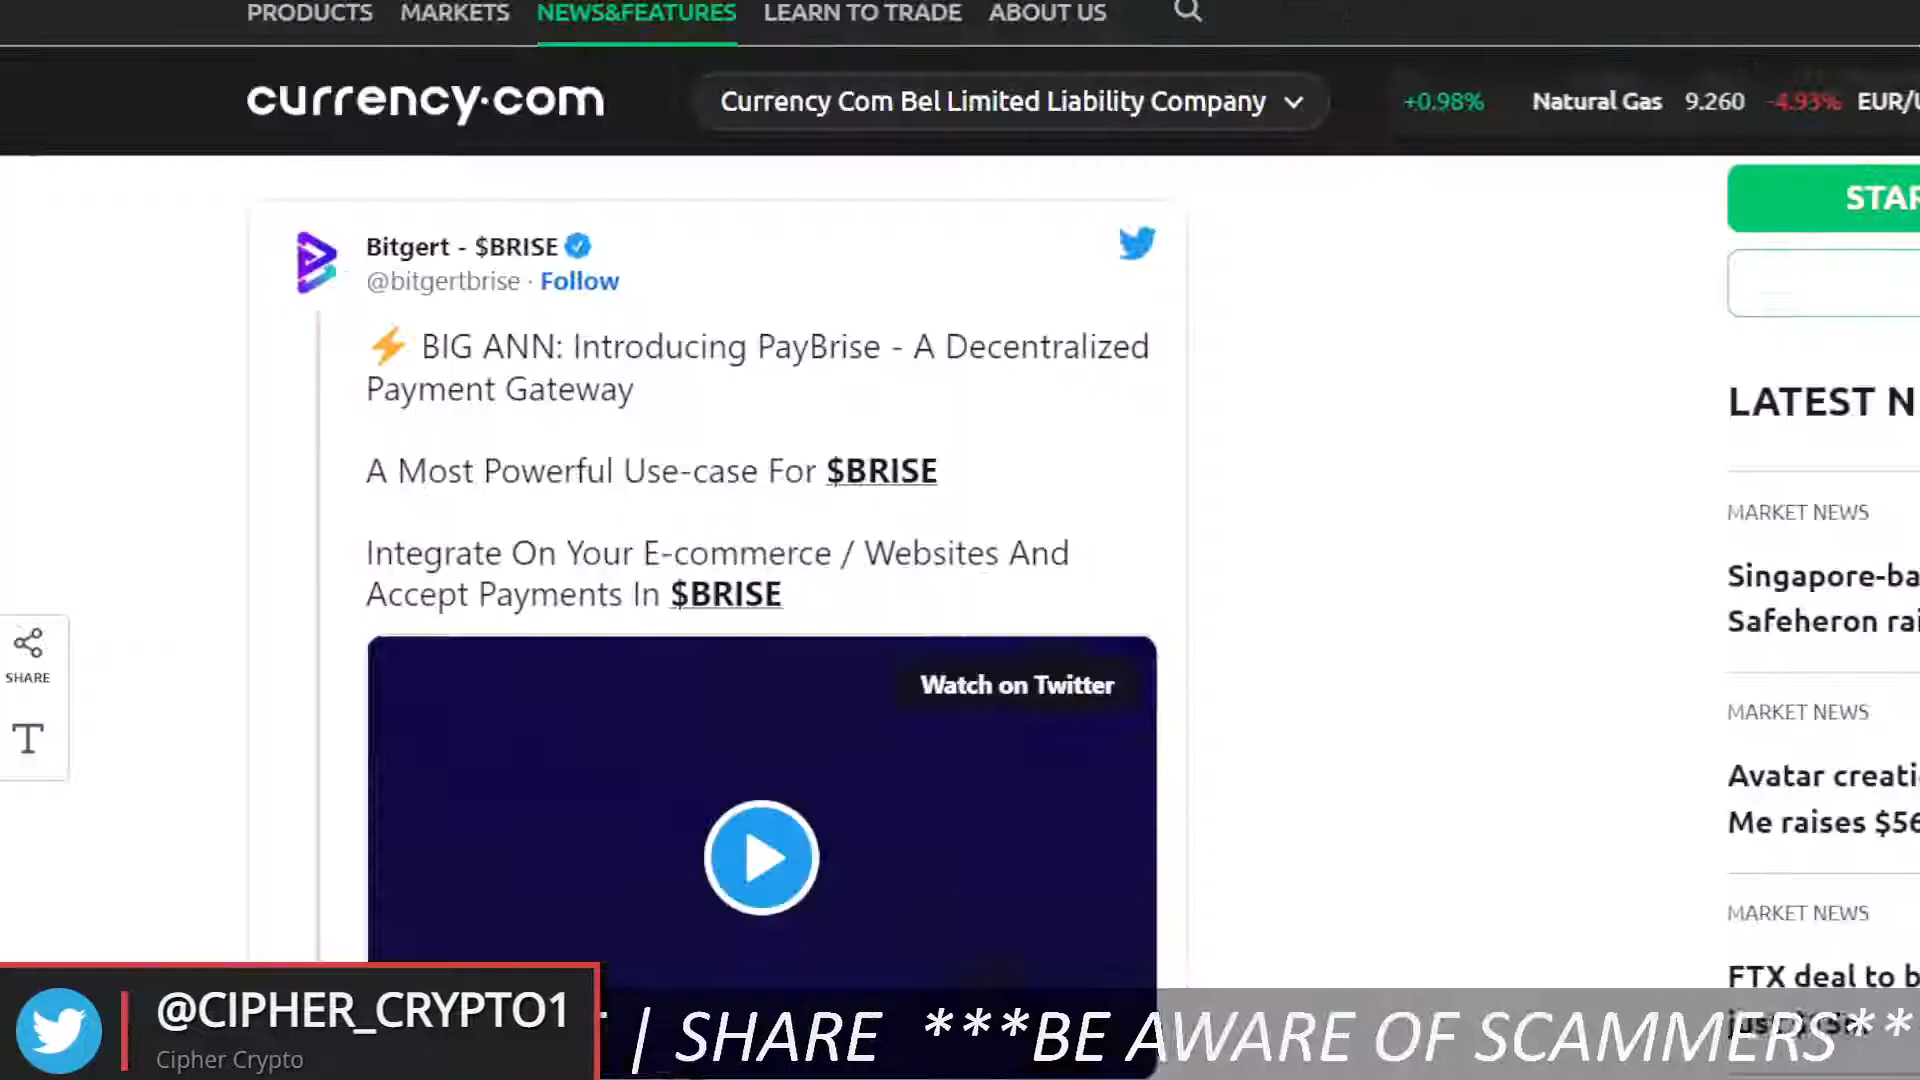 PRODUCTS MARKETS NEWS&FEATURES LEARN TO TRADE ABOUT US
currency.com Currency Com Bel Limited Liability Company +0.98% Natural Gas 9.260 -4.93% EUR/U
STAR
Bitgert - $BRISE
@bitgertbrise · Follow
⚡ BIG ANN: Introducing PayBrise - A Decentralized
Payment Gateway
A Most Powerful Use-case For $BRISE
Integrate On Your E-commerce / Websites And
Accept Payments In $BRISE
Watch on Twitter
SHARE
T
LATEST N
MARKET NEWS
Singapore-ba
Safeheron rai
MARKET NEWS
Avatar creati
Me raises $56
MARKET NEWS
FTX deal to b
@CIPHER_CRYPTO1
Cipher Crypto
| SHARE ***BE AWARE OF SCAMMERS**